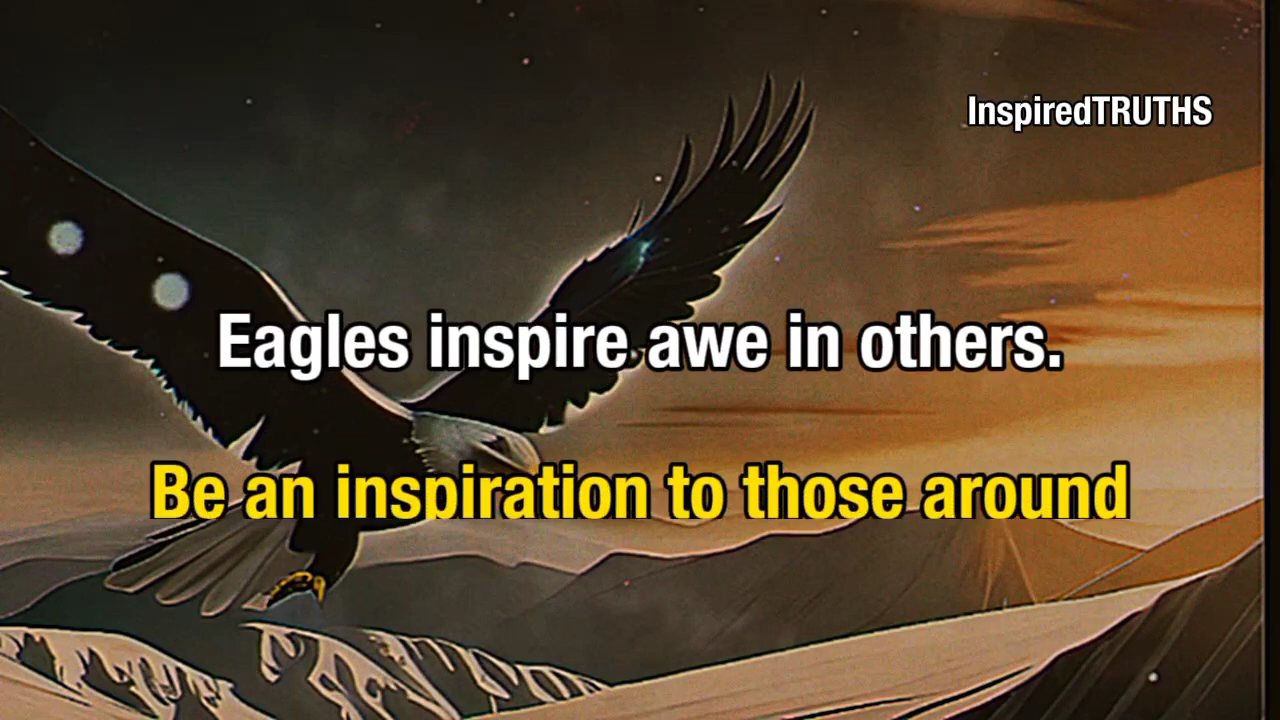 InspiredTRUTHS
Eagles inspire awe in others.
Be an inspiration to those around